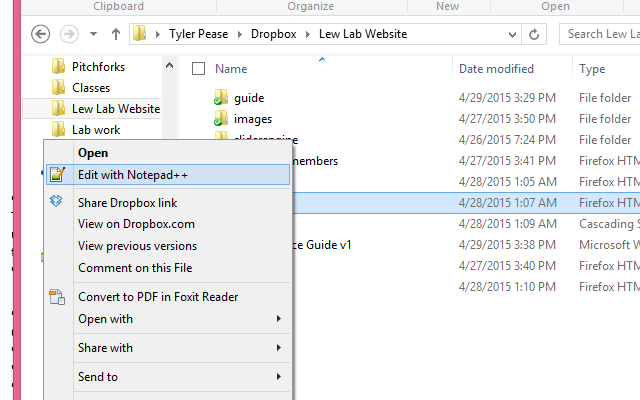 Clipboard Organize New Open
Tyler Pease Dropbox Lew Lab Website Search Lew La
Pitchforks
Classes
Lew Lab Website
Lab work
Name Date modified Type
guide 4/29/2015 3:29 PM File folder
images 4/27/2015 3:50 PM File folder
sliderengine 4/26/2015 7:24 PM File folder
members 4/27/2015 3:41 PM Firefox HTM
4/28/2015 1:05 AM Firefox HTM
4/28/2015 1:07 AM Firefox HTM
4/28/2015 1:09 AM Cascading S
ce Guide v1 4/29/2015 3:38 PM Microsoft W
4/27/2015 3:40 PM Firefox HTM
4/28/2015 1:10 PM Firefox HTM
Open
Edit with Notepad++
Share Dropbox link
View on Dropbox.com
View previous versions
Comment on this File
Convert to PDF in Foxit Reader
Open with
Share with
Send to